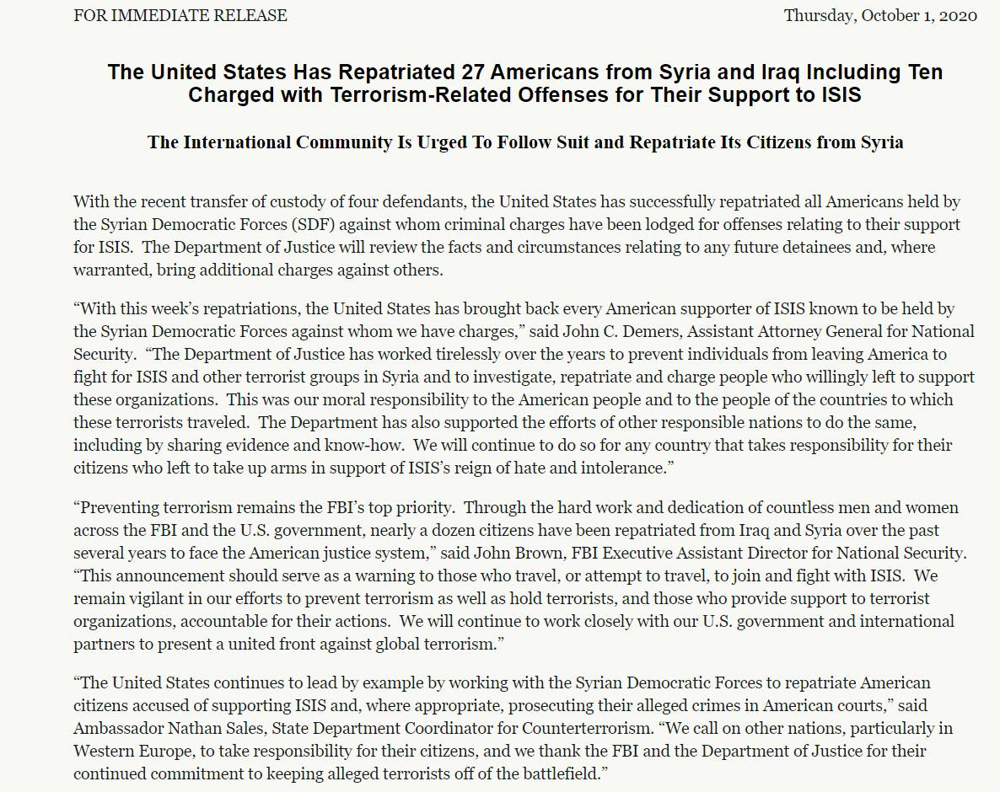 FOR IMMEDIATE RELEASE
Thursday, October 1, 2020
The United States Has Repatriated 27 Americans from Syria and Iraq Including Ten
Charged with Terrorism-Related Offenses for Their Support to ISIS
The International Community Is Urged To Follow Suit and Repatriate Its Citizens from Syria
With the recent transfer of custody of four defendants, the United States has successfully repatriated all Americans held by
the Syrian Democratic Forces (SDF) against whom criminal charges have been lodged for offenses relating to their support
for ISIS.  The Department of Justice will review the facts and circumstances relating to any future detainees and, where
warranted, bring additional charges against others.
“With this week’s repatriations, the United States has brought back every American supporter of ISIS known to be held by
the Syrian Democratic Forces against whom we have charges,” said John C. Demers, Assistant Attorney General for National
Security.  “The Department of Justice has worked tirelessly over the years to prevent individuals from leaving America to
fight for ISIS and other terrorist groups in Syria and to investigate, repatriate and charge people who willingly left to support
these organizations.  This was our moral responsibility to the American people and to the people of the countries to which
these terrorists traveled.  The Department has also supported the efforts of other responsible nations to do the same,
including by sharing evidence and know-how.  We will continue to do so for any country that takes responsibility for their
citizens who left to take up arms in support of ISIS’s reign of hate and intolerance.”
“Preventing terrorism remains the FBI’s top priority.  Through the hard work and dedication of countless men and women
across the FBI and the U.S. government, nearly a dozen citizens have been repatriated from Iraq and Syria over the past
several years to face the American justice system,” said John Brown, FBI Executive Assistant Director for National Security.
“This announcement should serve as a warning to those who travel, or attempt to travel, to join and fight with ISIS.  We
remain vigilant in our efforts to prevent terrorism as well as hold terrorists, and those who provide support to terrorist
organizations, accountable for their actions.  We will continue to work closely with our U.S. government and international
partners to present a united front against global terrorism.”
“The United States continues to lead by example by working with the Syrian Democratic Forces to repatriate American
citizens accused of supporting ISIS and, where appropriate, prosecuting their alleged crimes in American courts,” said
Ambassador Nathan Sales, State Department Coordinator for Counterterrorism. “We call on other nations, particularly in
Western Europe, to take responsibility for their citizens, and we thank the FBI and the Department of Justice for their
continued commitment to keeping alleged terrorists off of the battlefield.”